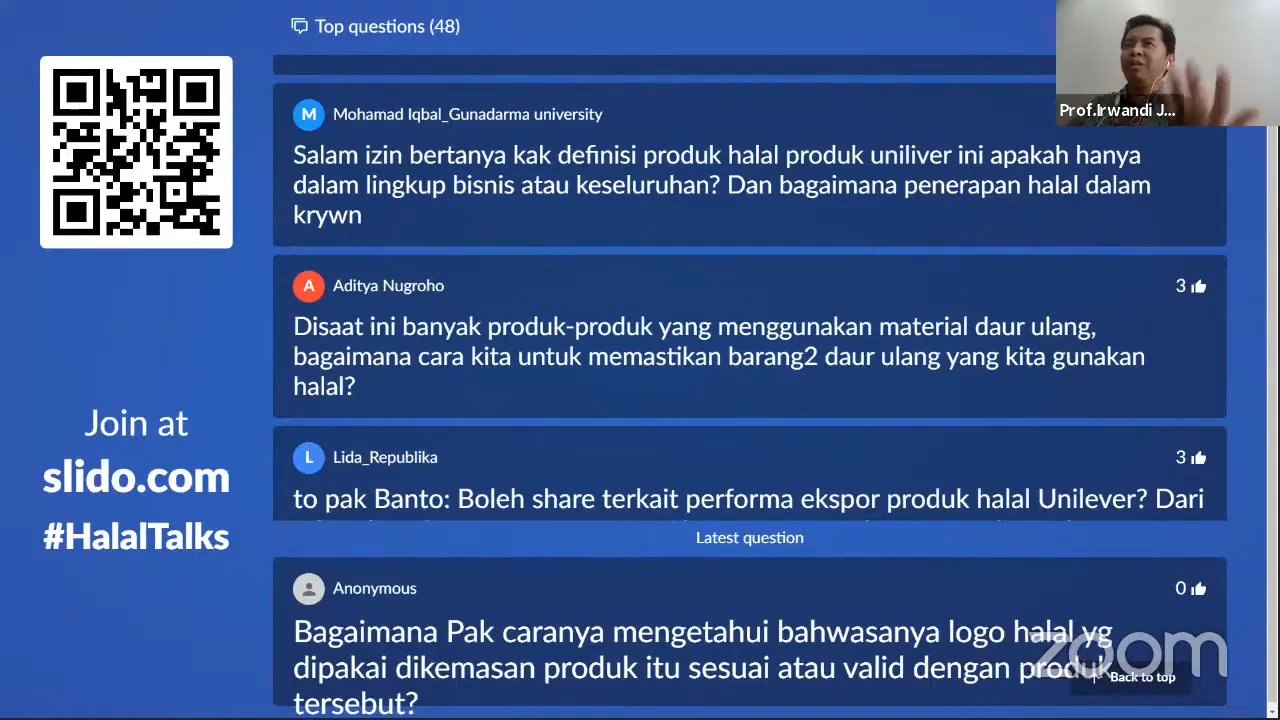 Top questions (48)
Prof.Irwandi J...
M
Mohamad Iqbal_Gunadarma university
Salam izin bertanya kak definisi produk halal produk uniliver ini apakah hanya
dalam lingkup bisnis atau keseluruhan? Dan bagaimana penerapan halal dalam
krywn
A
Aditya Nugroho
3
Disaat ini banyak produk-produk yang menggunakan material daur ulang,
bagaimana cara kita untuk memastikan barang2 daur ulang yang kita gunakan
halal?
L
Lida_Republika
3
to pak Banto: Boleh share terkait performa ekspor produk halal Unilever? Dari
Latest question
Anonymous
0
Bagaimana Pak caranya mengetahui bahwasanya logo halal yg
dipakai dikemasan produk itu sesuai atau valid dengan produk
tersebut?
Join at
slido.com
#HalalTalks
zoom
Back to top